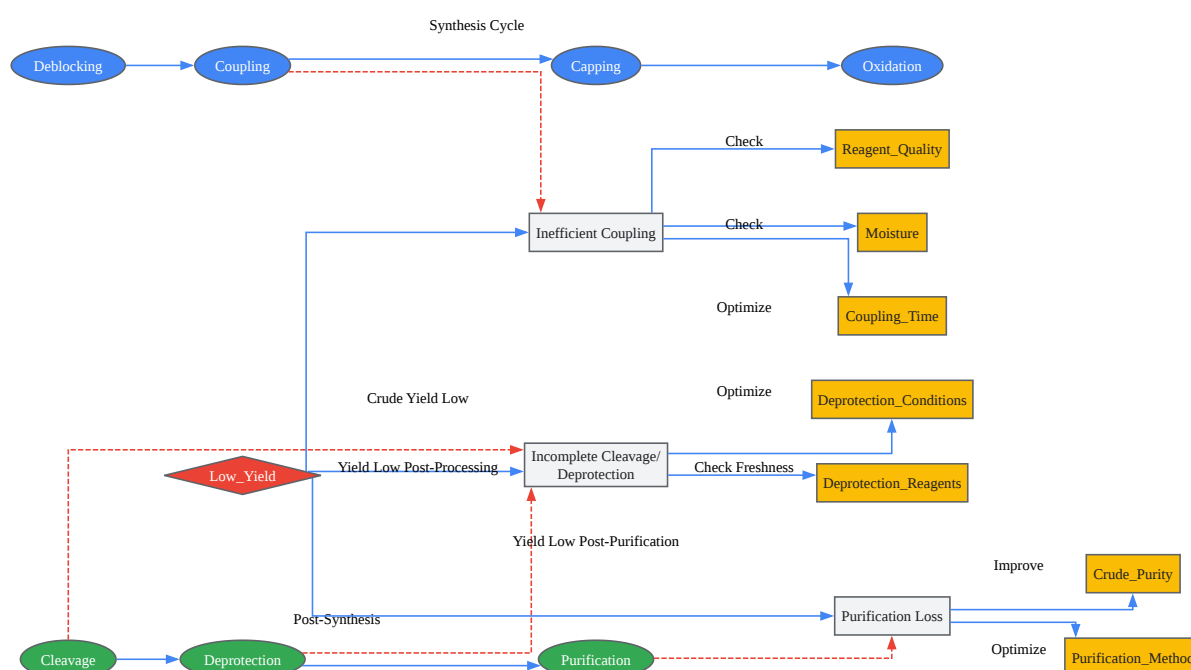 Synthesis Cycle
Deblocking
Coupling
Capping
Oxidation
Check
Reagent_Quality
Inefficient Coupling
Check
Moisture
Optimize
Coupling_Time
Crude Yield Low
Optimize
Deprotection_Conditions
Low_Yield
Yield Low Post-Processing
Incomplete Cleavage/
Deprotection
Check Freshness
Deprotection_Reagents
Yield Low Post-Purification
Improve
Crude_Purity
Post-Synthesis
Purification Loss
Optimize
Purification_Method
Cleavage
Deprotection
Purification